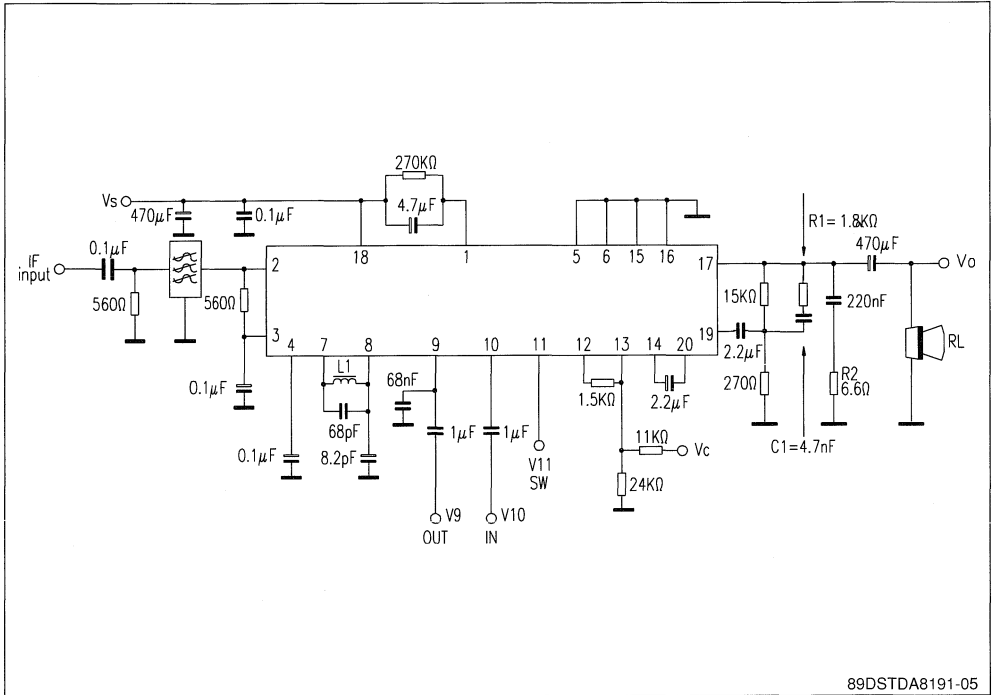 270KΩ
4.7µF
Vs
470µF
0.1µF
R1= 1.8KΩ
470µF
Vo
IF
input
0.1µF
560Ω
560Ω
18
1
5
6
15
16
2
3
17
19
15KΩ
220nF
2.2µF
270Ω
RL
R2
6.6Ω
C1=4.7nF
4
7
8
9
10
11
12
13
14
20
L1
0.1µF
68pF
0.1µF
8.2pF
68nF
1µF
1µF
1.5KΩ
2.2µF
11KΩ
Vc
24KΩ
V11
SW
V9
OUT
V10
IN
89DSTDA8191-05